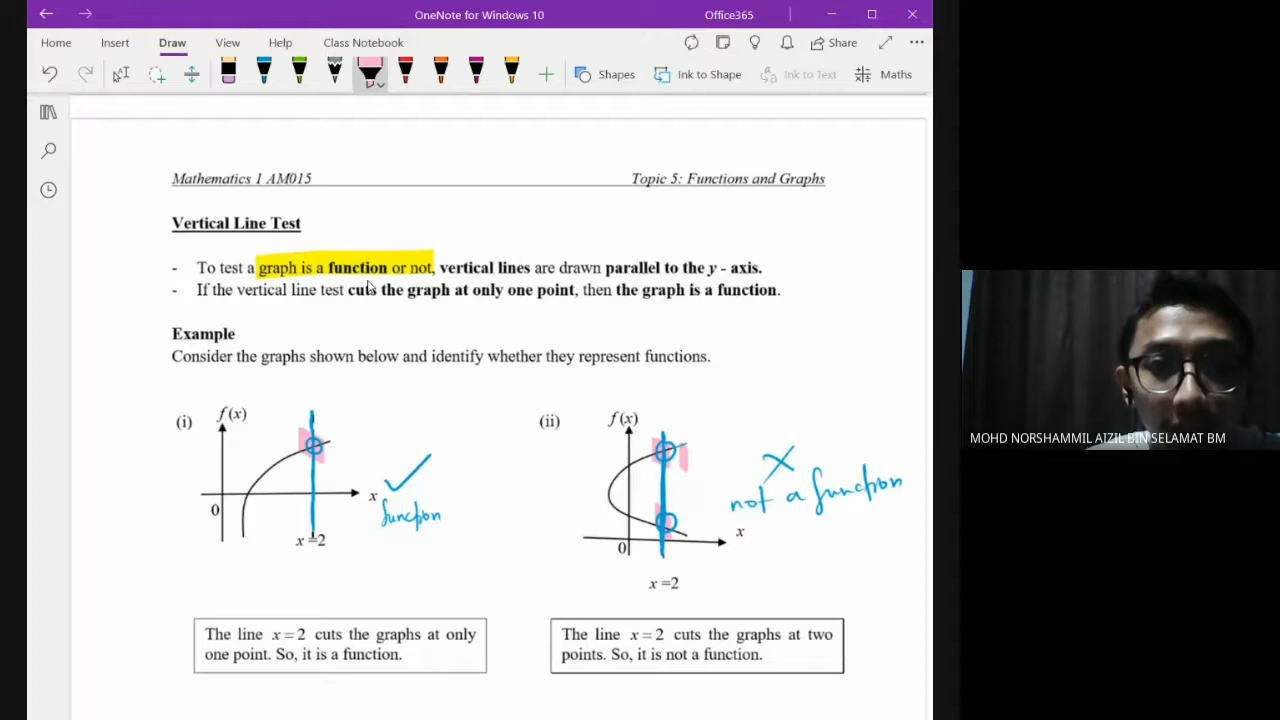 OneNote for Windows 10
Office365
Home Insert Draw View Help Class Notebook
Share
Shapes Ink to Shape Ink to Text Maths
Mathematics 1 AM015 Topic 5: Functions and Graphs
Vertical Line Test
- To test a graph is a function or not, vertical lines are drawn parallel to the y - axis.
- If the vertical line test cuts the graph at only one point, then the graph is a function.
Example
Consider the graphs shown below and identify whether they represent functions.
(i) f(x)
0 x
x =2
function
(ii) f(x)
0 x
x =2
not a function
The line x = 2 cuts the graphs at only
one point. So, it is a function.
The line x = 2 cuts the graphs at two
points. So, it is not a function.
MOHD NORSHAMMIL AIZIL BIN SELAMAT BM